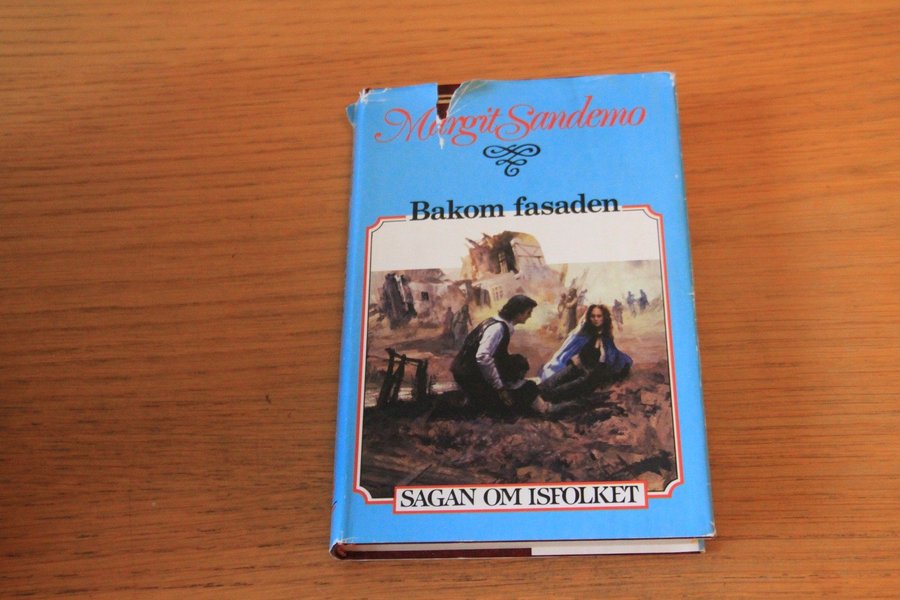 Margit Sandemo
Bakom fasaden
SAGAN OM ISFOLKET